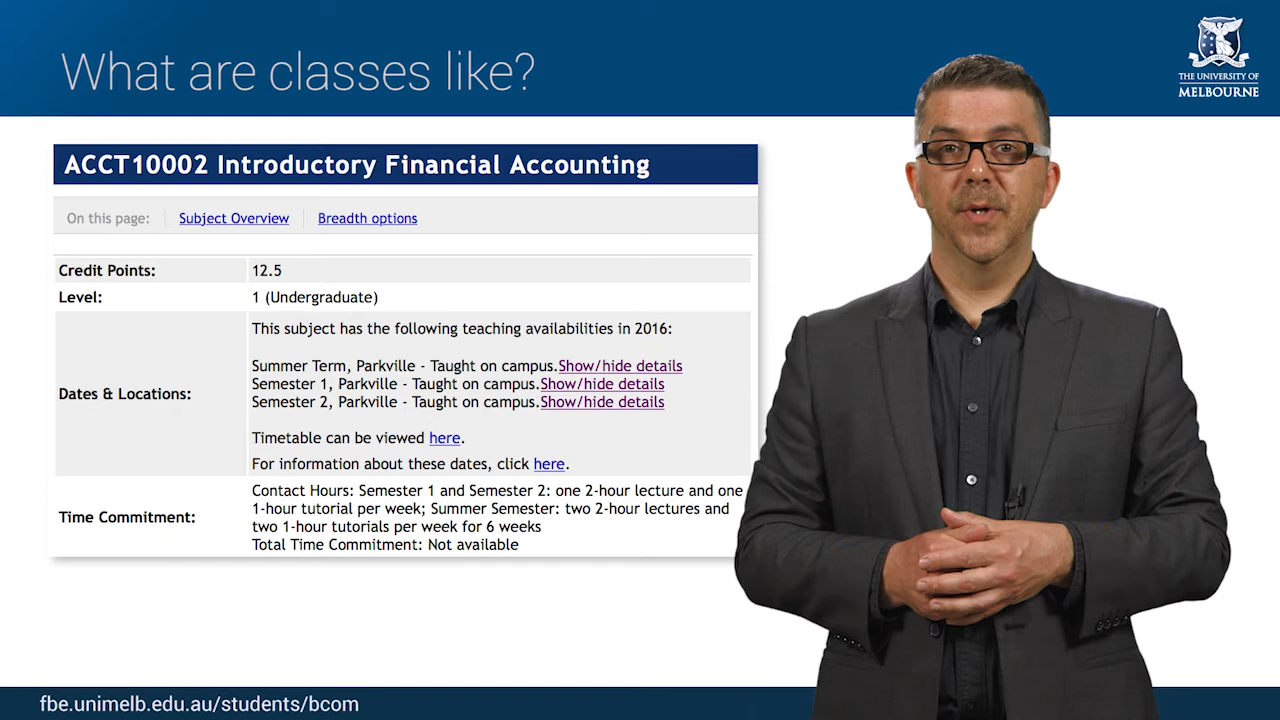 What are classes like?
THE UNIVERSITY OF
MELBOURNE
ACCT10002 Introductory Financial Accounting
On this page: Subject Overview Breadth options
Credit Points: 12.5
Level: 1 (Undergraduate)
This subject has the following teaching availabilities in 2016:
Summer Term, Parkville - Taught on campus.Show/hide details
Semester 1, Parkville - Taught on campus.Show/hide details
Dates & Locations:
Semester 2, Parkville - Taught on campus.Show/hide details
Timetable can be viewed here.
For information about these dates, click here.
Contact Hours: Semester 1 and Semester 2: one 2-hour lecture and one
1-hour tutorial per week; Summer Semester: two 2-hour lectures and
Time Commitment:
two 1-hour tutorials per week for 6 weeks
Total Time Commitment: Not available
fbe.unimelb.edu.au/students/bcom